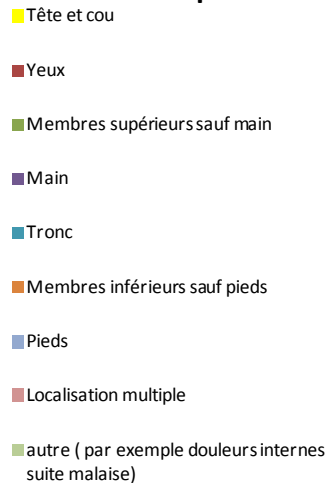 Tête et cou
Yeux
Membres supérieurs sauf main
Main
Tronc
Membres inférieurs sauf pieds
Pieds
Localisation multiple
autre ( par exemple douleurs internes
suite malaise)